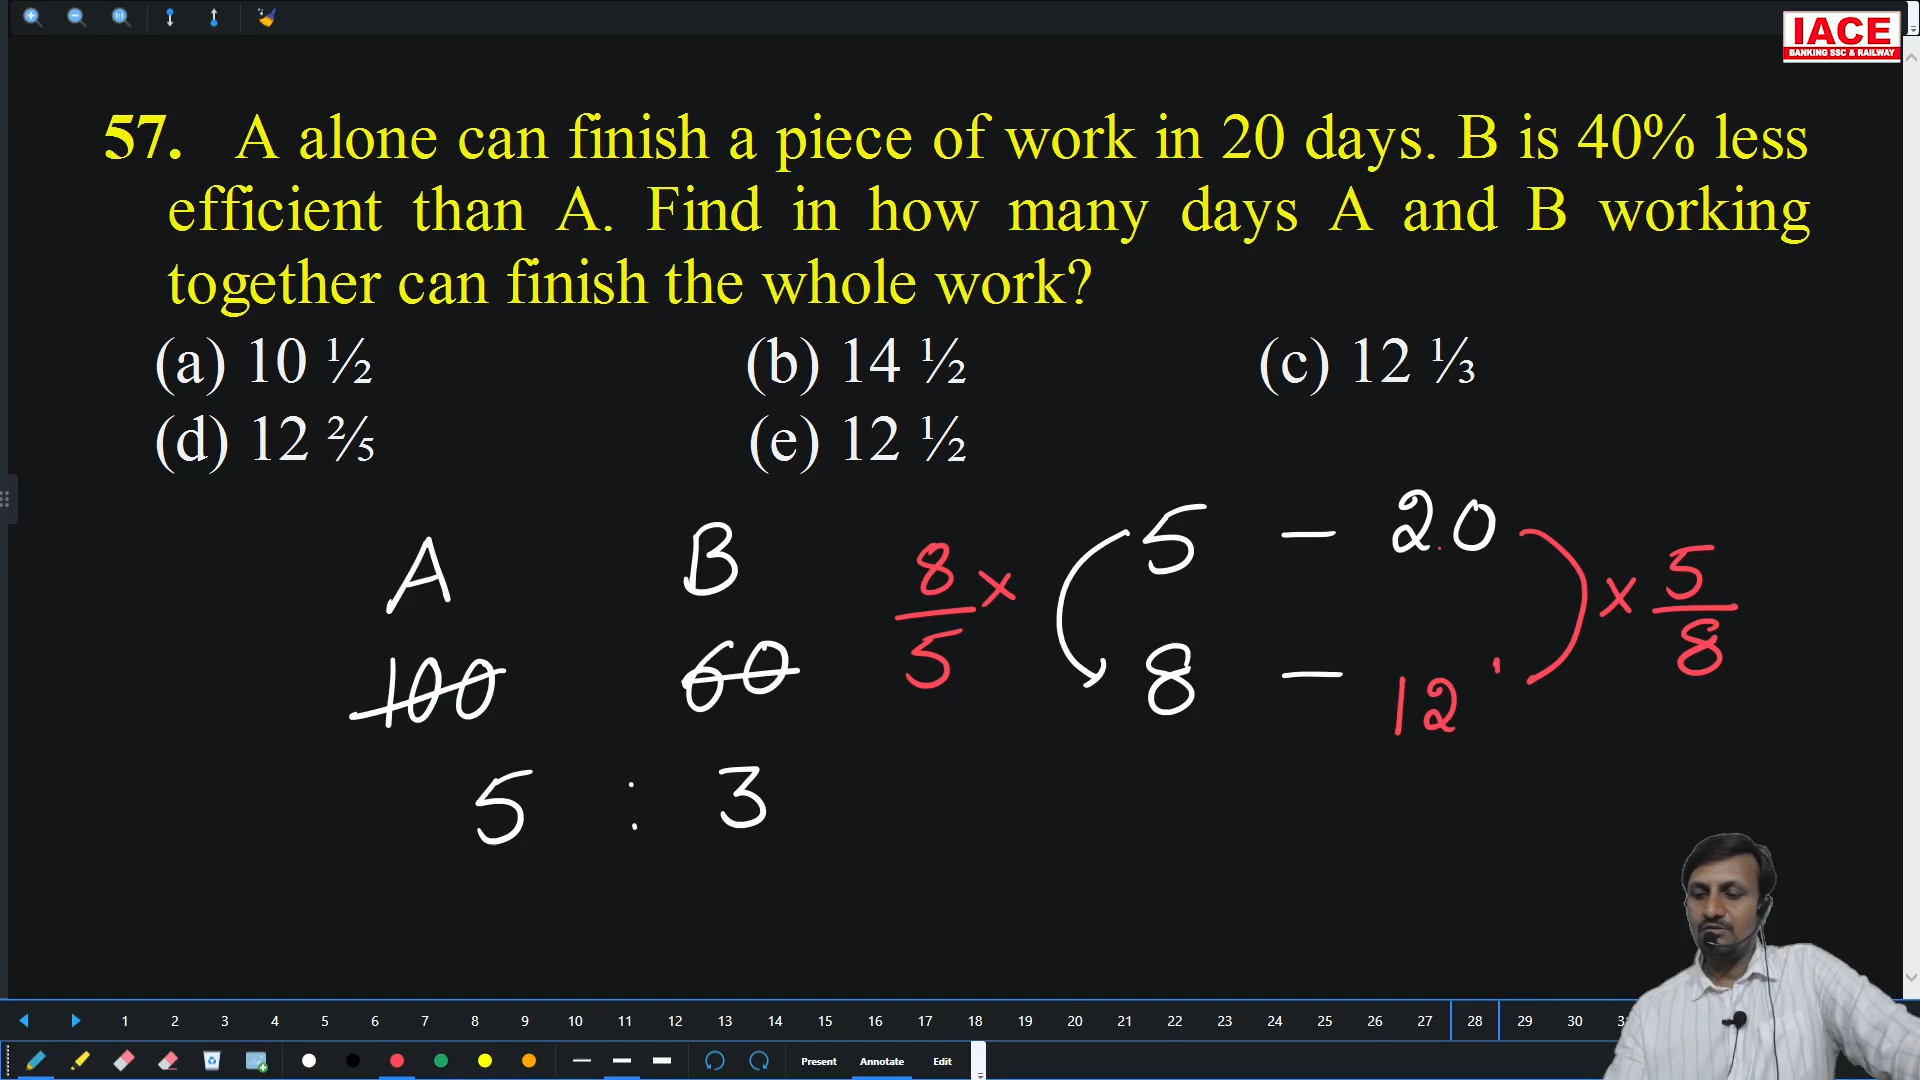 IACE
BANKING SSC & RAILWAY
57. A alone can finish a piece of work in 20 days. B is 40% less
efficient than A. Find in how many days A and B working
together can finish the whole work?
(a) 10 ½ (b) 14 ½ (c) 12 ⅓
(d) 12 ⅖ (e) 12 ½
A B 8/5 × 5 – 20 × 5/8
100 60 8 – 12
5 : 3
1 2 3 4 5 6 7 8 9 10 11 12 13 14 15 16 17 18 19 20 21 22 23 24 25 26 27 28 29 30
Present Annotate Edit